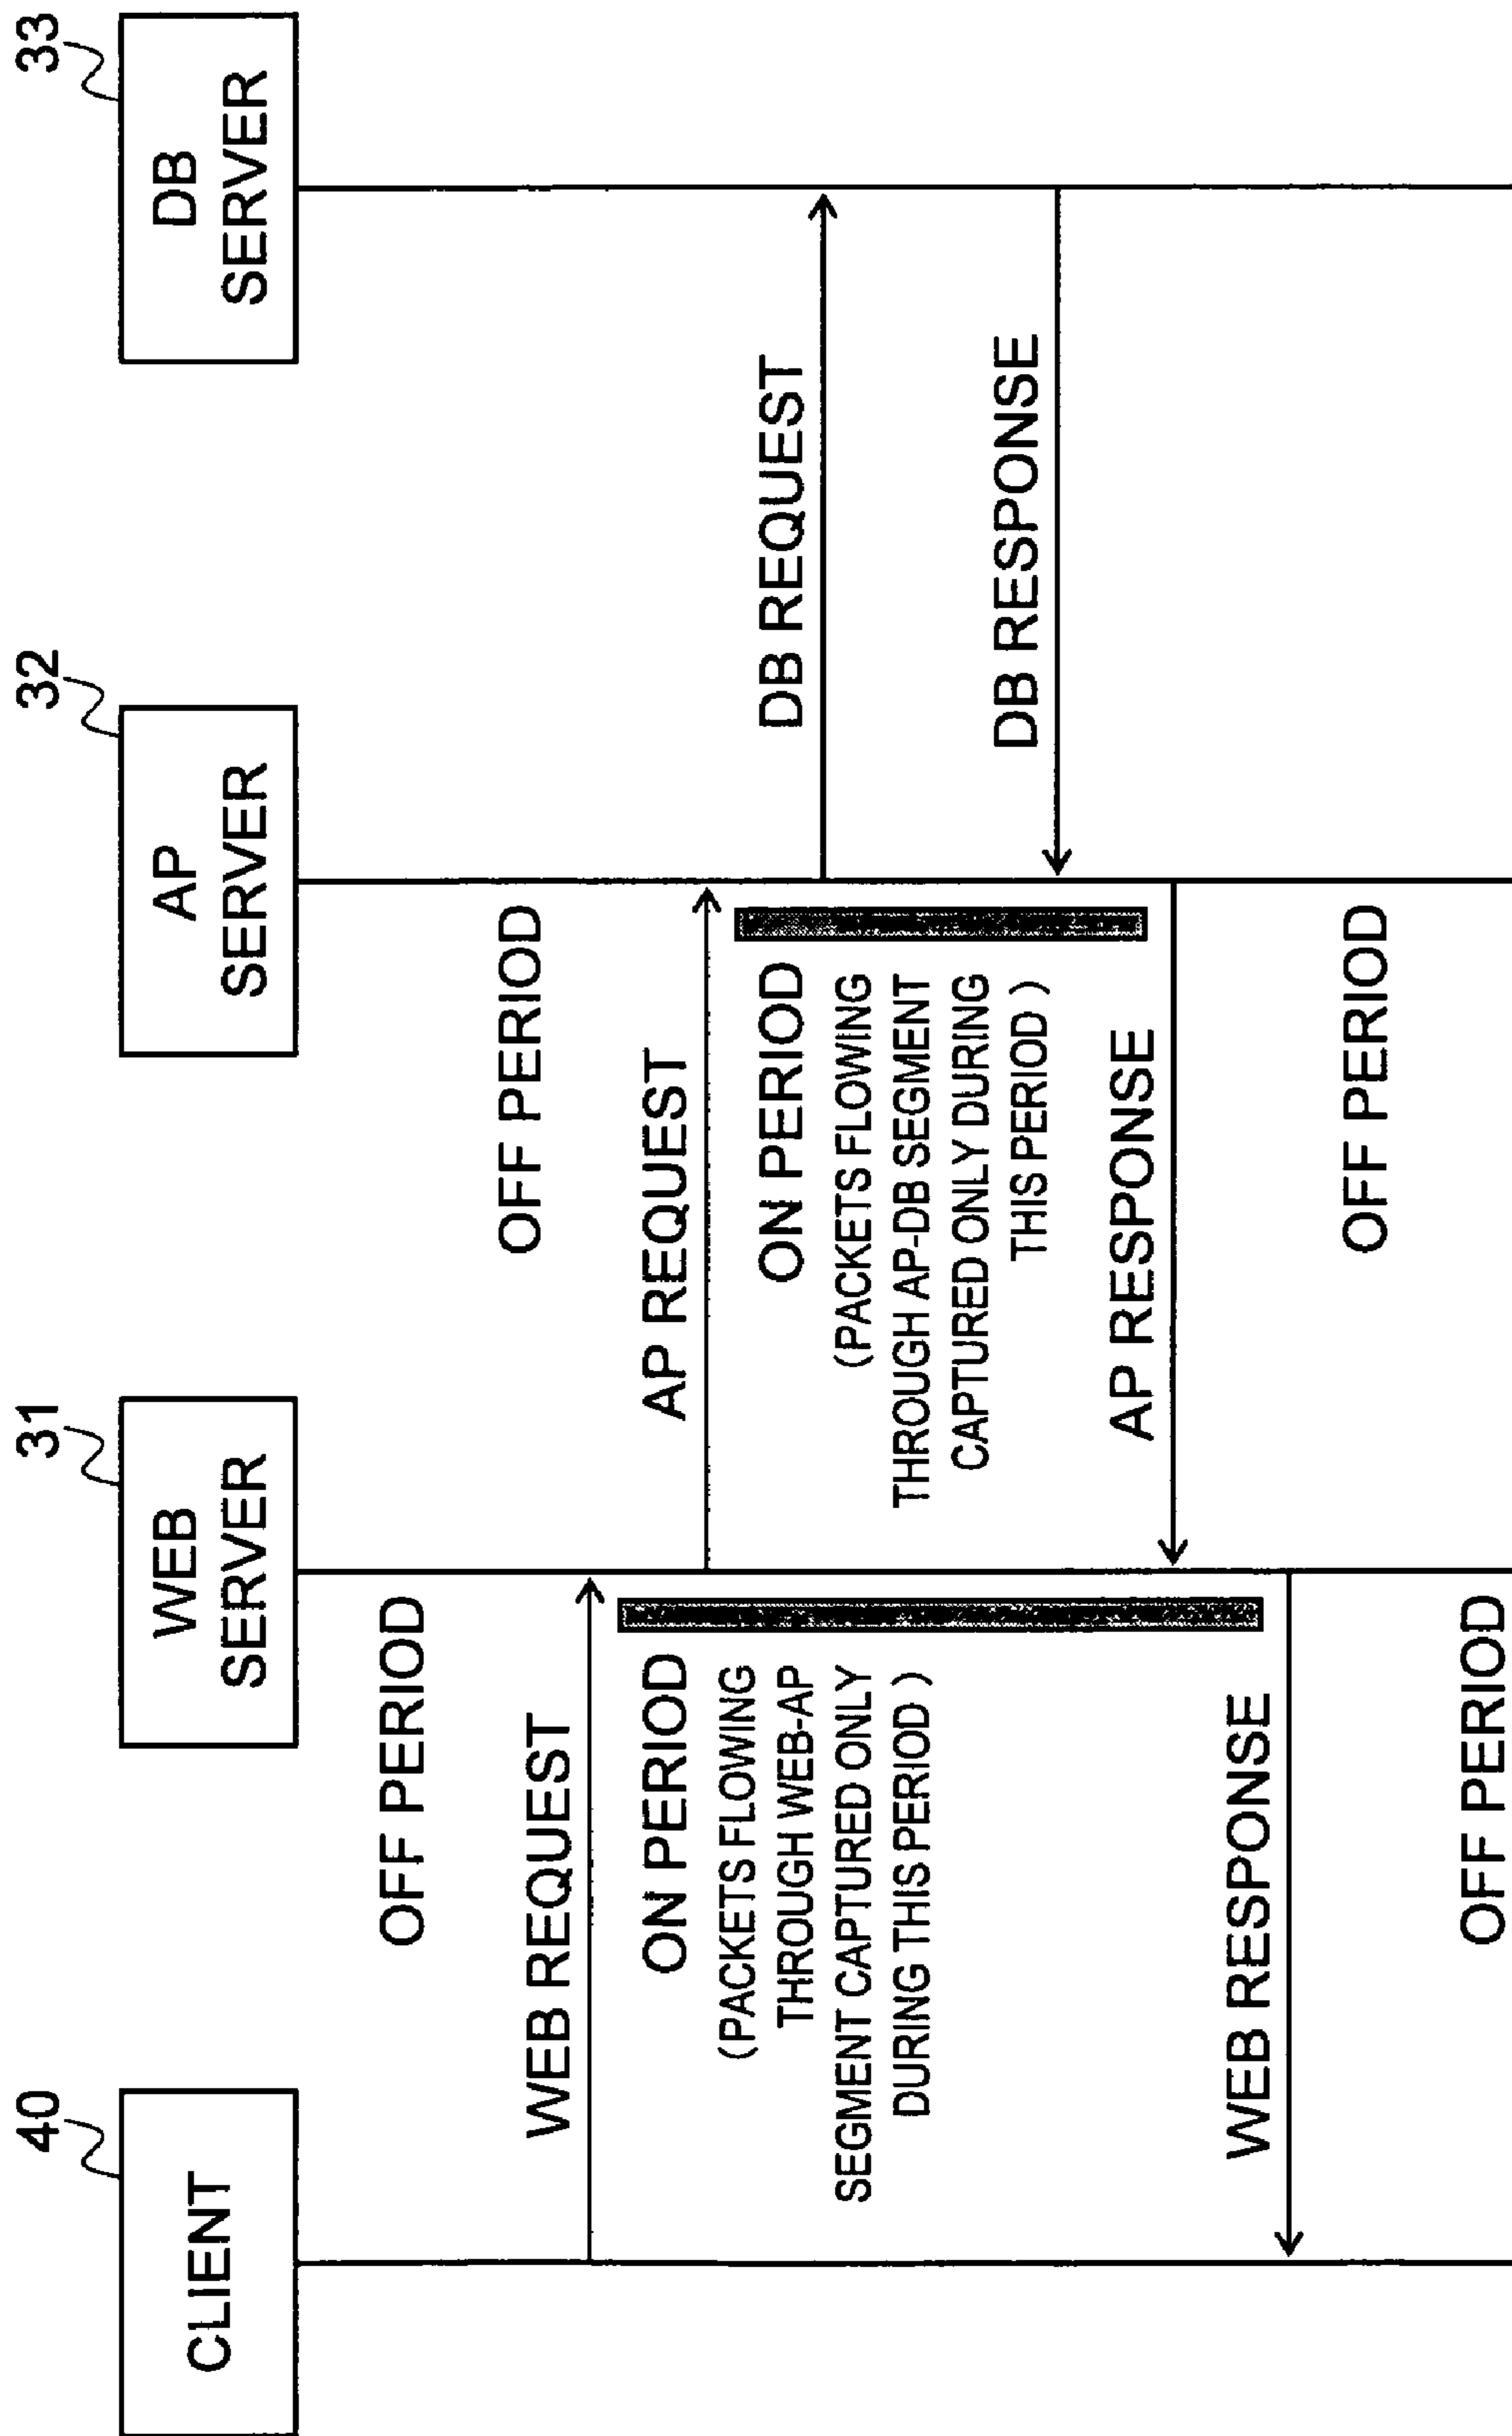 40
CLIENT
31
WEB
SERVER
32
AP
SERVER
33
DB
SERVER
OFF PERIOD
WEB REQUEST
ON PERIOD
(PACKETS FLOWING
THROUGH WEB-AP
SEGMENT CAPTURED ONLY
DURING THIS PERIOD)
WEB RESPONSE
OFF PERIOD
OFF PERIOD
AP REQUEST
ON PERIOD
(PACKETS FLOWING
THROUGH AP-DB SEGMENT
CAPTURED ONLY DURING
THIS PERIOD)
AP RESPONSE
OFF PERIOD
DB REQUEST
DB RESPONSE